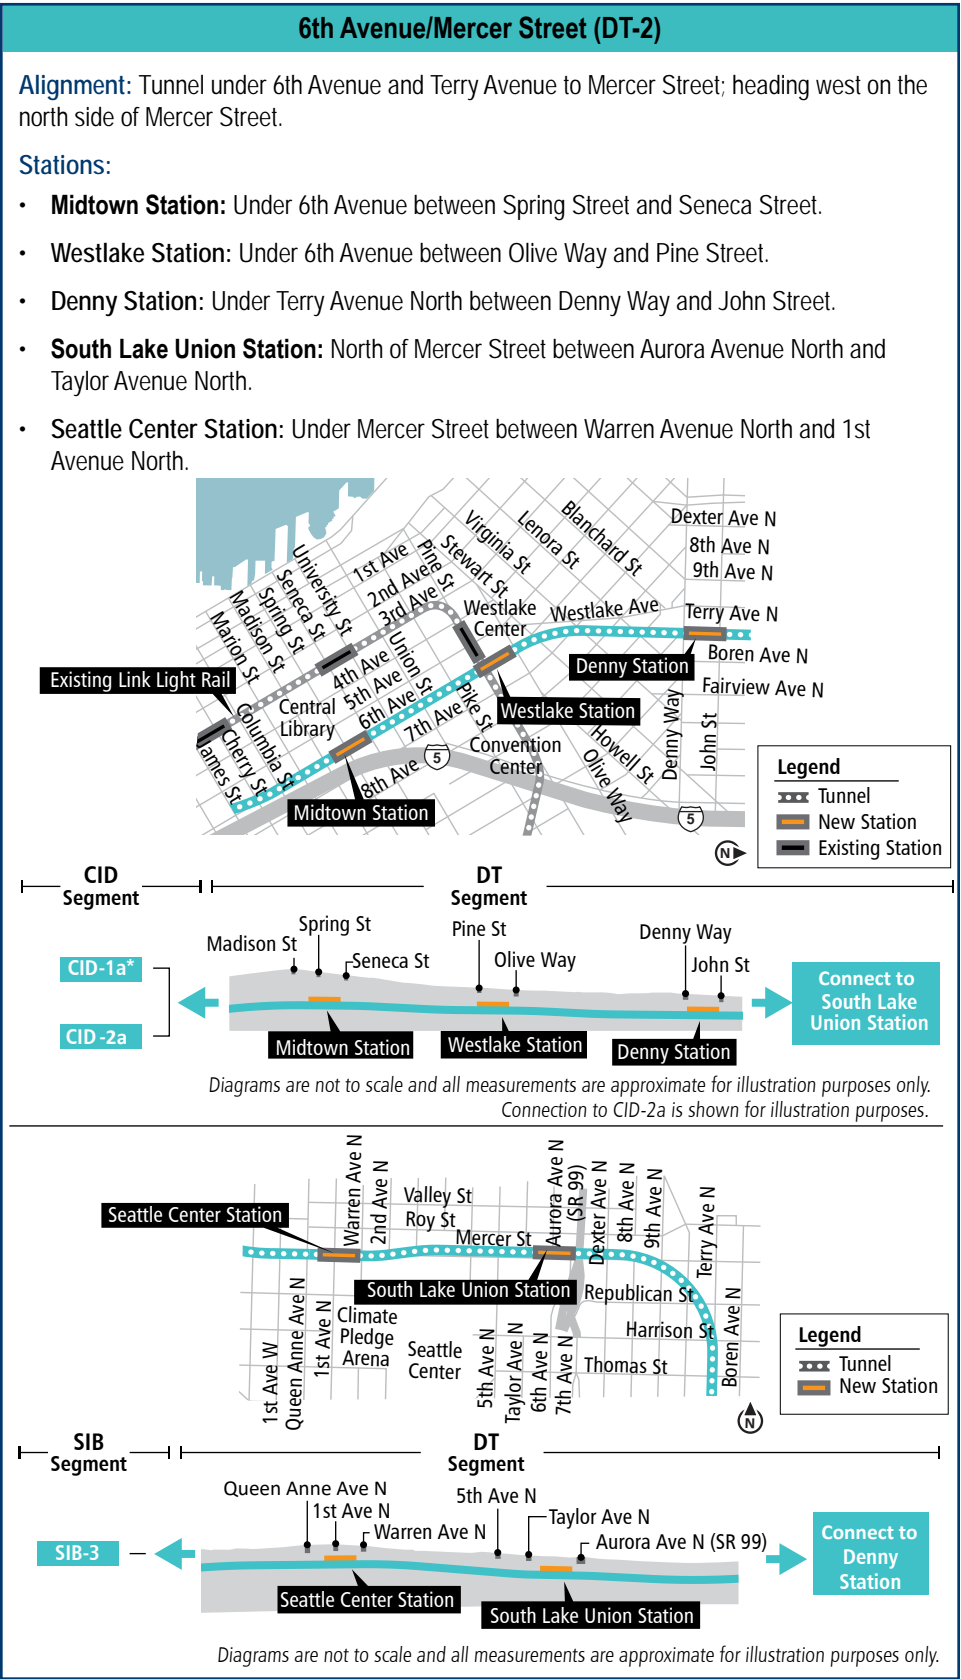 6th Avenue/Mercer Street (DT-2)
Alignment: Tunnel under 6th Avenue and Terry Avenue to Mercer Street; heading west on the
north side of Mercer Street.
Stations:
• Midtown Station: Under 6th Avenue between Spring Street and Seneca Street.
• Westlake Station: Under 6th Avenue between Olive Way and Pine Street.
• Denny Station: Under Terry Avenue North between Denny Way and John Street.
• South Lake Union Station: North of Mercer Street between Aurora Avenue North and
Taylor Avenue North.
• Seattle Center Station: Under Mercer Street between Warren Avenue North and 1st
Avenue North.
Dexter Ave N
8th Ave N
9th Ave N
Terry Ave N
Boren Ave N
Fairview Ave N
Blanchard St
Lenora St
Virginia St
Stewart St
Pine St
1st Ave
2nd Ave
3rd Ave
University St
Seneca St
Spring St
Madison St
Marion St
Westlake
Center
Westlake Ave
Denny Station
Existing Link Light Rail
4th Ave
5th Ave
6th Ave
7th Ave
8th Ave
Union St
Pike St
Central
Library
Westlake Station
Convention
Center
Howell St
Olive Way
Denny Way
John St
Columbia St
Cherry St
James St
Midtown Station
5
5
N
Legend
Tunnel
New Station
Existing Station
CID
Segment
DT
Segment
Madison St
Spring St
Seneca St
Pine St
Olive Way
Denny Way
John St
CID-1a*
CID-2a
Connect to
South Lake
Union Station
Midtown Station
Westlake Station
Denny Station
Diagrams are not to scale and all measurements are approximate for illustration purposes only.
Connection to CID-2a is shown for illustration purposes.
Warren Ave N
2nd Ave N
Valley St
Roy St
Mercer St
Aurora Ave N
(SR 99)
Dexter Ave N
8th Ave N
9th Ave N
Terry Ave N
Seattle Center Station
South Lake Union Station
Republican St
Harrison St
Thomas St
Boren Ave N
1st Ave W
Queen Anne Ave N
1st Ave N
Climate
Pledge
Arena
Seattle
Center
5th Ave N
Taylor Ave N
6th Ave N
7th Ave N
N
Legend
Tunnel
New Station
SIB
Segment
DT
Segment
Queen Anne Ave N
1st Ave N
Warren Ave N
5th Ave N
Taylor Ave N
Aurora Ave N (SR 99)
SIB-3
Connect to
Denny
Station
Seattle Center Station
South Lake Union Station
Diagrams are not to scale and all measurements are approximate for illustration purposes only.